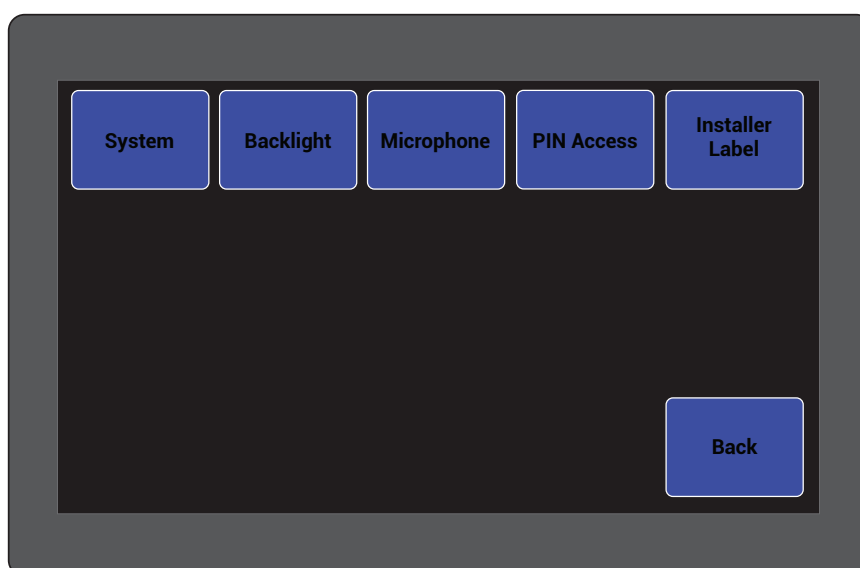 System
Backlight
Microphone
PIN Access
Installer
Label
Back